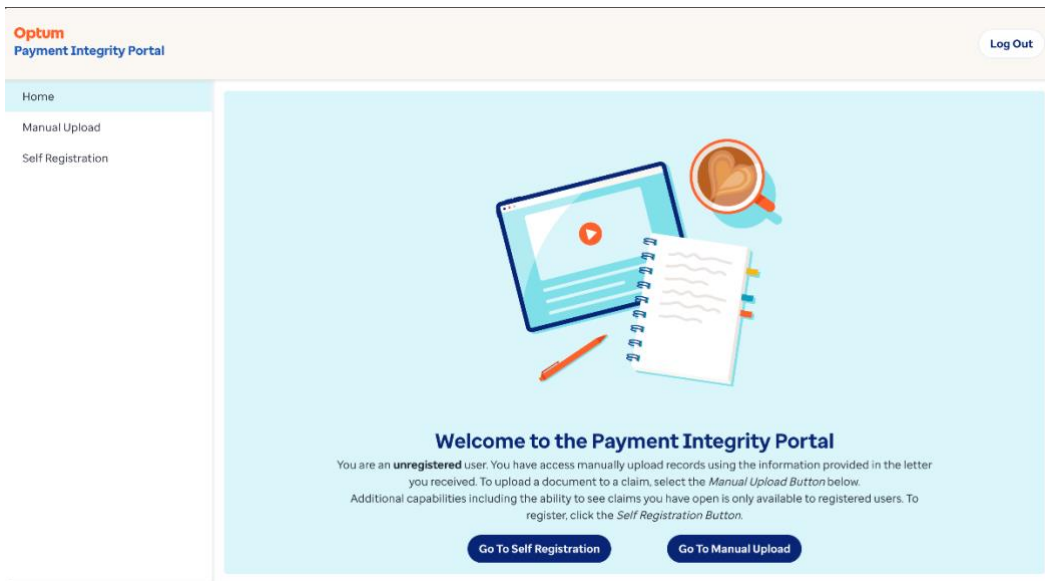 Optum
Payment Integrity Portal
Log Out
Home
Manual Upload
Self Registration
Welcome to the Payment Integrity Portal
You are an unregistered user. You have access manually upload records using the information provided in the letter
you received. To upload a document to a claim, select the Manual Upload Button below.
Additional capabilities including the ability to see claims you have open is only available to registered users. To
register, click the Self Registration Button.
Go To Self Registration
Go To Manual Upload